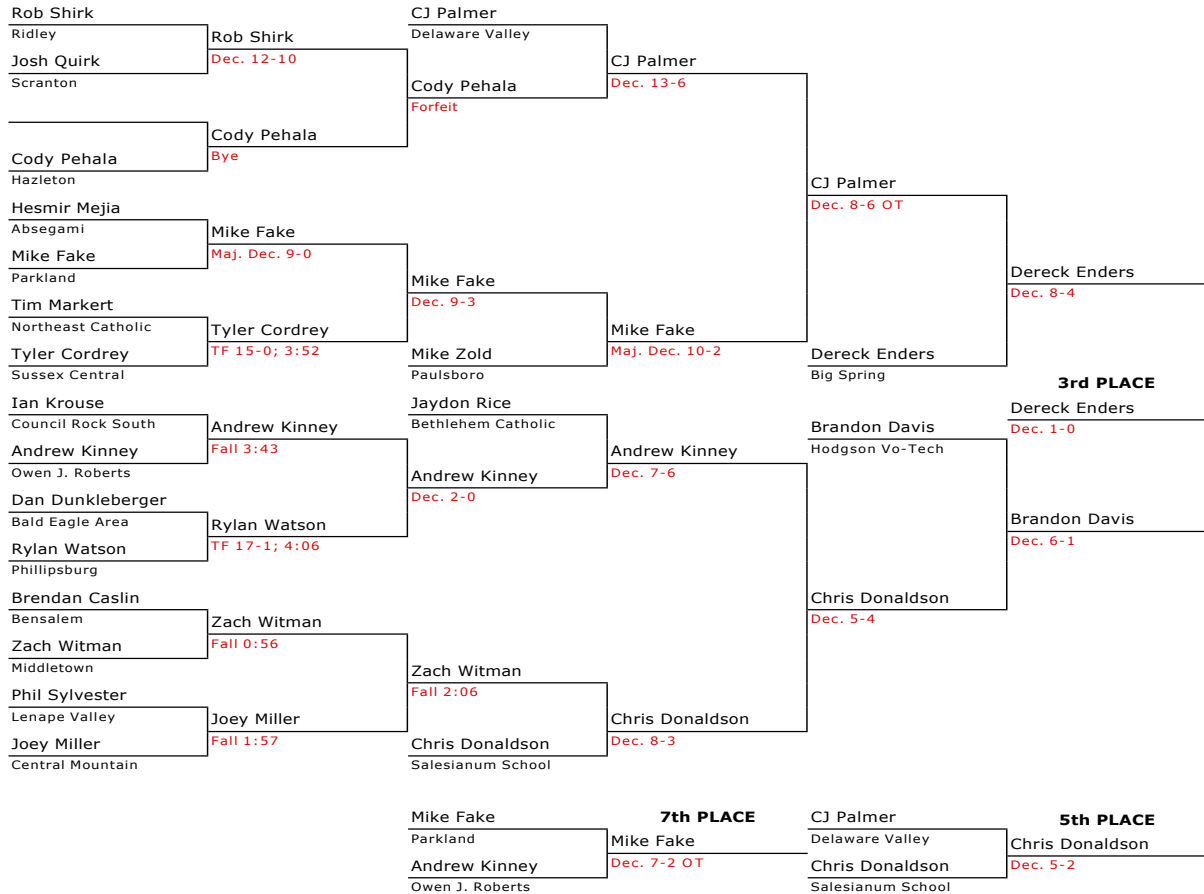 Rob Shirk
Ridley
Josh Quirk
Scranton
Cody Pehala
Hazleton
Hesmir Mejia
Absegami
Mike Fake
Parkland
Tim Markert
Northeast Catholic
Tyler Cordrey
Sussex Central
Ian Krouse
Council Rock South
Andrew Kinney
Owen J. Roberts
Dan Dunkleberger
Bald Eagle Area
Rylan Watson
Phillipsburg
Brendan Caslin
Bensalem
Zach Witman
Middletown
Phil Sylvester
Lenape Valley
Joey Miller
Central Mountain
Rob Shirk
Dec. 12-10
Cody Pehala
Bye
Mike Fake
Maj. Dec. 9-0
Tyler Cordrey
TF 15-0; 3:52
Andrew Kinney
Fall 3:43
Rylan Watson
TF 17-1; 4:06
Zach Witman
Fall 0:56
Joey Miller
Fall 1:57
CJ Palmer
Delaware Valley
Cody Pehala
Forfeit
Mike Fake
Dec. 9-3
Mike Zold
Paulsboro
Jaydon Rice
Bethlehem Catholic
Andrew Kinney
Dec. 2-0
Zach Witman
Fall 2:06
Chris Donaldson
Salesianum School
CJ Palmer
Dec. 13-6
Mike Fake
Maj. Dec. 10-2
Andrew Kinney
Dec. 7-6
Chris Donaldson
Dec. 8-3
CJ Palmer
Dec. 8-6 OT
Dereck Enders
Big Spring
Brandon Davis
Hodgson Vo-Tech
Chris Donaldson
Dec. 5-4
Dereck Enders
Dec. 8-4
3rd PLACE
Dereck Enders
Dec. 1-0
Brandon Davis
Dec. 6-1
Mike Fake
Parkland
Andrew Kinney
Owen J. Roberts
7th PLACE
Mike Fake
Dec. 7-2 OT
CJ Palmer
Delaware Valley
Chris Donaldson
Salesianum School
5th PLACE
Chris Donaldson
Dec. 5-2